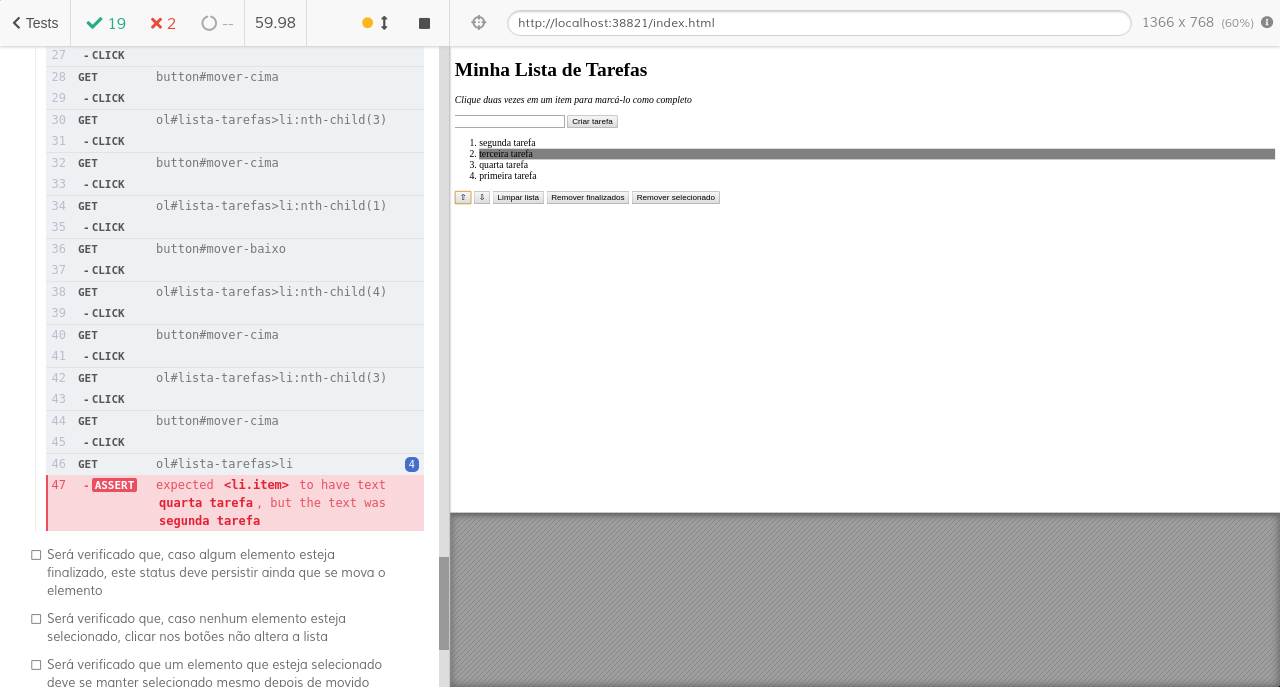 Tests 19 2 -- 59.98 http://localhost:38821/index.html 1366 x 768 (60%)
27 - CLICK
28 GET button#mover-cima
29 - CLICK
30 GET ol#lista-tarefas>li:nth-child(3)
31 - CLICK
32 GET button#mover-cima
33 - CLICK
34 GET ol#lista-tarefas>li:nth-child(1)
35 - CLICK
36 GET button#mover-baixo
37 - CLICK
38 GET ol#lista-tarefas>li:nth-child(4)
39 - CLICK
40 GET button#mover-cima
41 - CLICK
42 GET ol#lista-tarefas>li:nth-child(3)
43 - CLICK
44 GET button#mover-cima
45 - CLICK
46 GET ol#lista-tarefas>li 4
47 - ASSERT expected <li.item> to have text
quarta tarefa , but the text was
segunda tarefa
Será verificado que, caso algum elemento esteja
finalizado, este status deve persistir ainda que se mova o
elemento
Será verificado que, caso nenhum elemento esteja
selecionado, clicar nos botões não altera a lista
Será verificado que um elemento que esteja selecionado
deve se manter selecionado mesmo depois de movido
Minha Lista de Tarefas
Clique duas vezes em um item para marcá-lo como completo
Criar tarefa
1. segunda tarefa
2. terceira tarefa
3. quarta tarefa
4. primeira tarefa
⇧ ⇩ Limpar lista Remover finalizados Remover selecionado